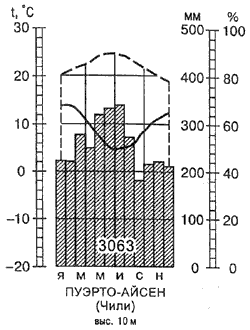 t, °C мм %
30 500 100
20 400 80
10 300 60
0 200 40
−10 100 20
−20 0 0
3063
Я М М И С Н
ПУЭРТО-АЙСЕН
(Чили)
выс. 10 м